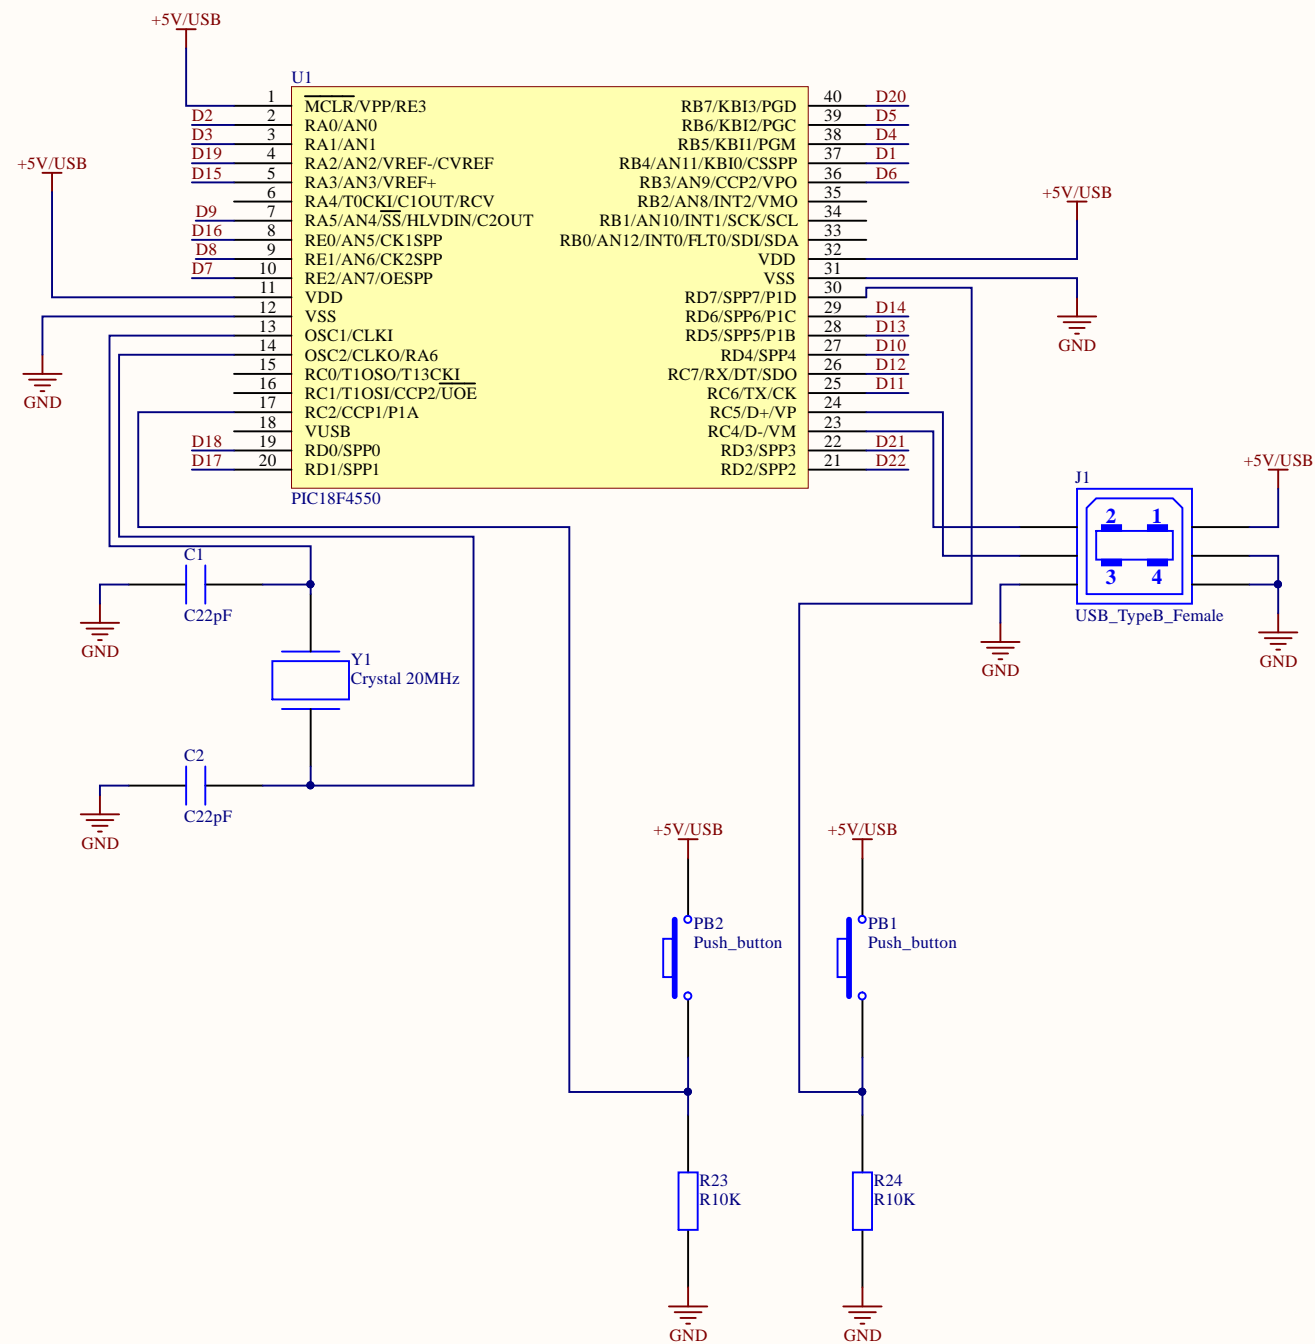 +5V/USB
U1
1 MCLR/VPP/RE3
D2 2 RA0/AN0
D3 3 RA1/AN1
D19 4 RA2/AN2/VREF-/CVREF
D15 5 RA3/AN3/VREF+
6 RA4/T0CKI/C1OUT/RCV
D9 7 RA5/AN4/SS/HLVDIN/C2OUT
D16 8 RE0/AN5/CK1SPP
D8 9 RE1/AN6/CK2SPP
D7 10 RE2/AN7/OESPP
11 VDD
12 VSS
13 OSC1/CLKI
14 OSC2/CLKO/RA6
15 RC0/T1OSO/T13CKI
16 RC1/T1OSI/CCP2/UOE
17 RC2/CCP1/P1A
18 VUSB
D18 19 RD0/SPP0
D17 20 RD1/SPP1
RB7/KBI3/PGD 40 D20
RB6/KBI2/PGC 39 D5
RB5/KBI1/PGM 38 D4
RB4/AN11/KBI0/CSSPP 37 D1
RB3/AN9/CCP2/VPO 36 D6
RB2/AN8/INT2/VMO 35
RB1/AN10/INT1/SCK/SCL 34
RB0/AN12/INT0/FLT0/SDI/SDA 33
VDD 32
VSS 31
RD7/SPP7/P1D 30
RD6/SPP6/P1C 29 D14
RD5/SPP5/P1B 28 D13
RD4/SPP4 27 D10
RC7/RX/DT/SDO 26 D12
RC6/TX/CK 25 D11
RC5/D+/VP 24
RC4/D-/VM 23
RD3/SPP3 22 D21
RD2/SPP2 21 D22
PIC18F4550
+5V/USB
GND
+5V/USB
GND
+5V/USB
J1
2 1
3 4
USB_TypeB_Female
GND
GND
C1
C22pF
GND
Y1
Crystal 20MHz
C2
C22pF
GND
+5V/USB
PB2
Push_button
R23
R10K
GND
+5V/USB
PB1
Push_button
R24
R10K
GND